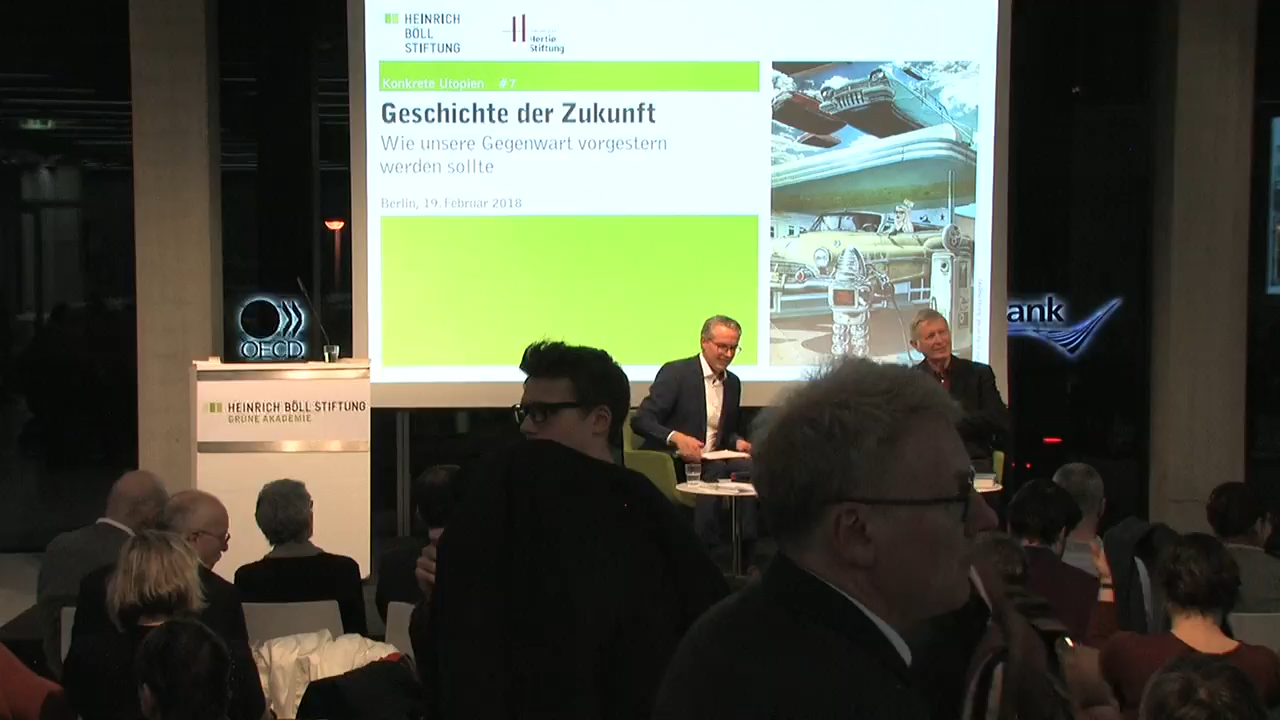 HEINRICH
BÖLL
STIFTUNG
Hertie
Stiftung
Konkrete Utopien #7
Geschichte der Zukunft
Wie unsere Gegenwart vorgestern
werden sollte
Berlin, 19. Februar 2018
OECD
ank
HEINRICH BÖLL STIFTUNG
GRÜNE AKADEMIE